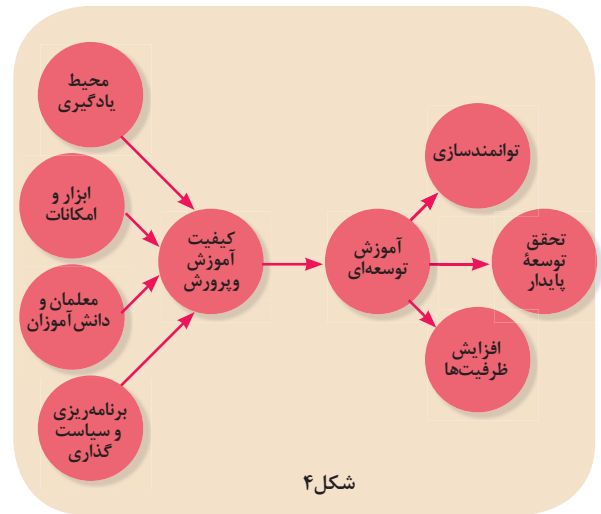 محیط
یادگیری
ابزار و
امکانات
معلمان و
دانش‌آموزان
برنامه‌ریزی
و سیاست
گذاری
کیفیت
آموزش
وپرورش
آموزش
توسعه‌ای
توانمندسازی
تحقق
توسعهٔ
پایدار
افزایش
ظرفیت‌ها
شکل۴